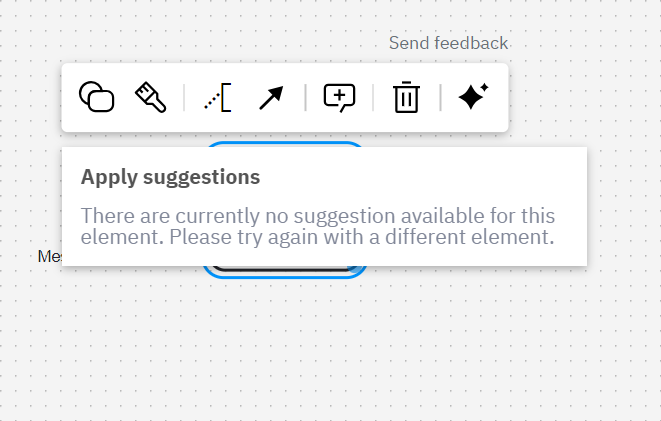 Send feedback
Apply suggestions
There are currently no suggestion available for this
element. Please try again with a different element.